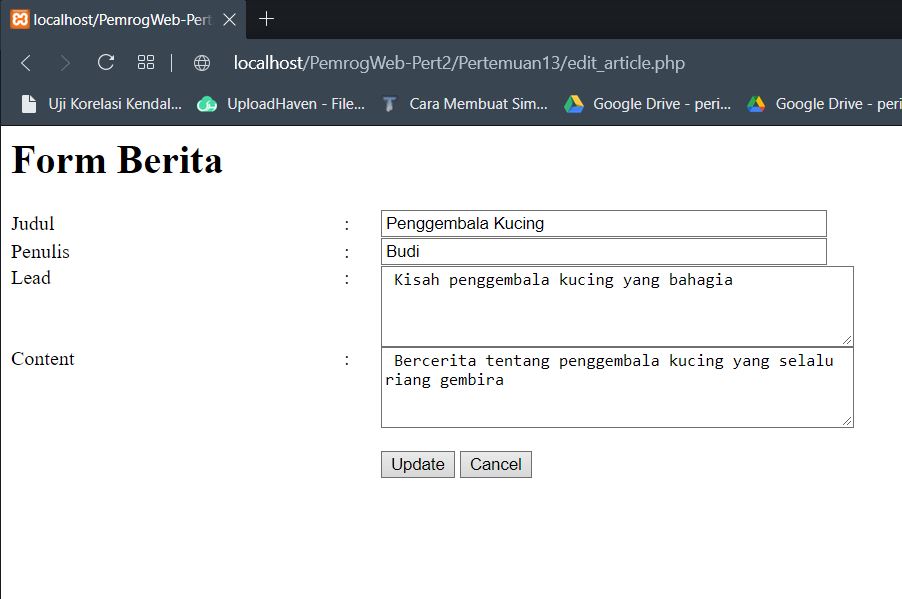 localhost/PemrogWeb-Pert
localhost/PemrogWeb-Pert2/Pertemuan13/edit_article.php
Uji Korelasi Kendal... UploadHaven - File... Cara Membuat Sim... Google Drive - peri... Google Drive - peri
Form Berita
Judul : Penggembala Kucing
Penulis : Budi
Lead : Kisah penggembala kucing yang bahagia
Content : Bercerita tentang penggembala kucing yang selalu
riang gembira
Update Cancel